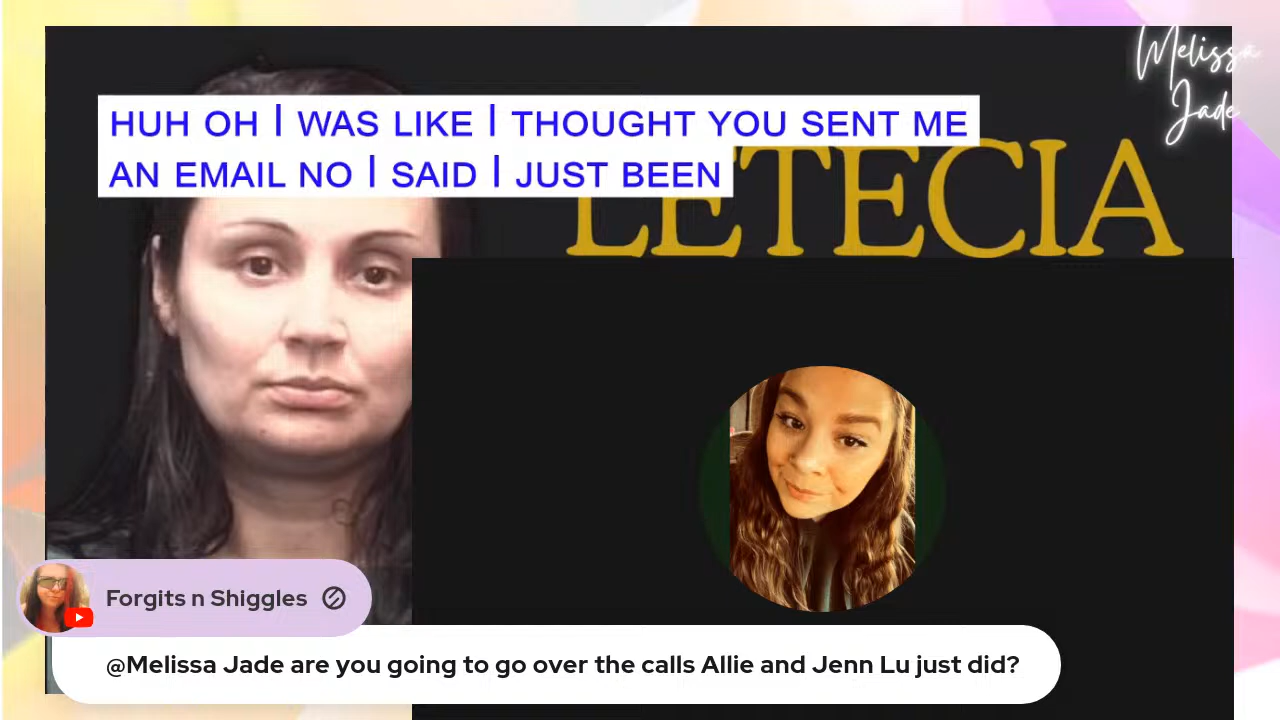 Melissa
Jade
HUH OH I WAS LIKE I THOUGHT YOU SENT ME
AN EMAIL NO I SAID I JUST BEEN
LETECIA
Forgits n Shiggles
@Melissa Jade are you going to go over the calls Allie and Jenn Lu just did?